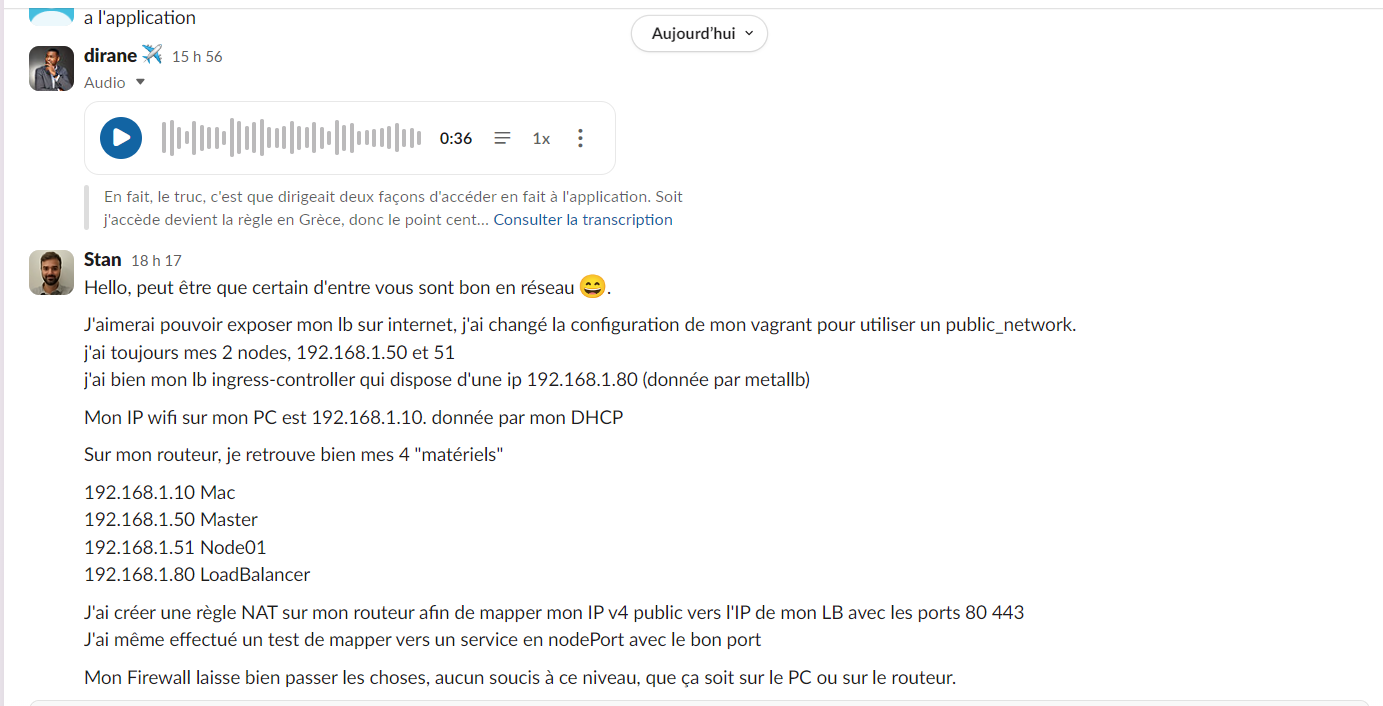 a l'application
Aujourd'hui
dirane 15 h 56
Audio
0:36 1x
En fait, le truc, c'est que dirigeait deux façons d'accéder en fait à l'application. Soit
j'accède devient la règle en Grèce, donc le point cent... Consulter la transcription
Stan 18 h 17
Hello, peut être que certain d'entre vous sont bon en réseau 😄.
J'aimerai pouvoir exposer mon lb sur internet, j'ai changé la configuration de mon vagrant pour utiliser un public_network.
j'ai toujours mes 2 nodes, 192.168.1.50 et 51
j'ai bien mon lb ingress-controller qui dispose d'une ip 192.168.1.80 (donnée par metallb)
Mon IP wifi sur mon PC est 192.168.1.10. donnée par mon DHCP
Sur mon routeur, je retrouve bien mes 4 "matériels"
192.168.1.10 Mac
192.168.1.50 Master
192.168.1.51 Node01
192.168.1.80 LoadBalancer
J'ai créer une règle NAT sur mon routeur afin de mapper mon IP v4 public vers l'IP de mon LB avec les ports 80 443
J'ai même effectué un test de mapper vers un service en nodePort avec le bon port
Mon Firewall laisse bien passer les choses, aucun soucis à ce niveau, que ça soit sur le PC ou sur le routeur.